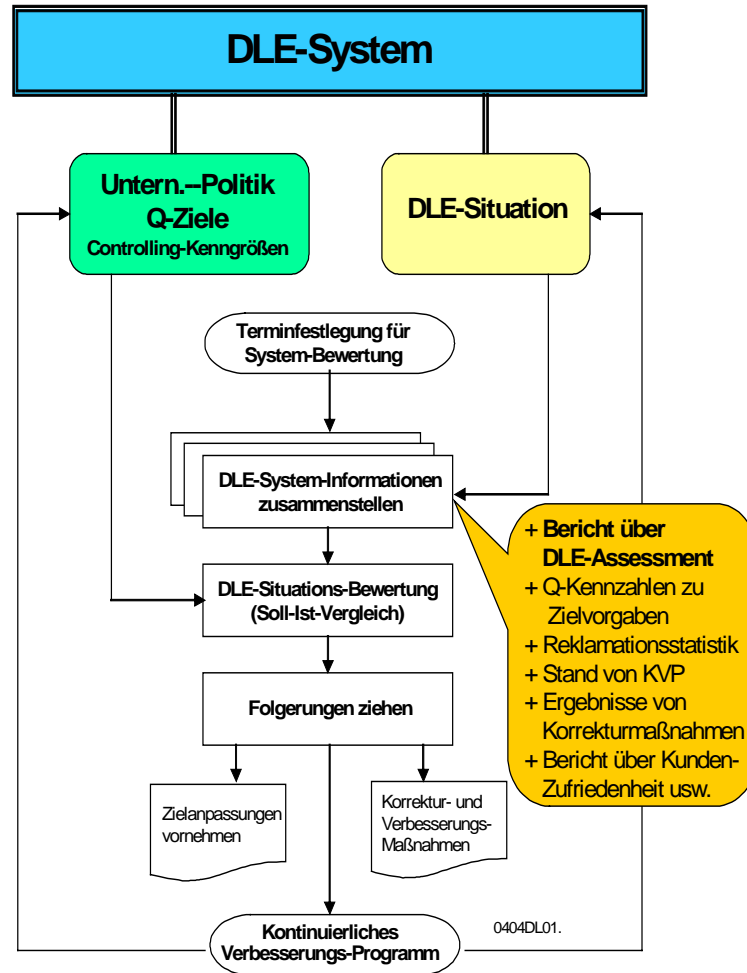 DLE-System
Untern.--Politik
Q-Ziele
Controlling-Kenngrößen
DLE-Situation
Terminfestlegung für
System-Bewertung
DLE-System-Informationen
zusammenstellen
+ Bericht über
DLE-Assessment
+ Q-Kennzahlen zu
Zielvorgaben
+ Reklamationsstatistik
+ Stand von KVP
+ Ergebnisse von
Korrekturmaßnahmen
+ Bericht über Kunden-
Zufriedenheit usw.
DLE-Situations-Bewertung
(Soll-Ist-Vergleich)
Folgerungen ziehen
Zielanpassungen
vornehmen
Korrektur- und
Verbesserungs-
Maßnahmen
Kontinuierliches
Verbesserungs-Programm
0404DL01.